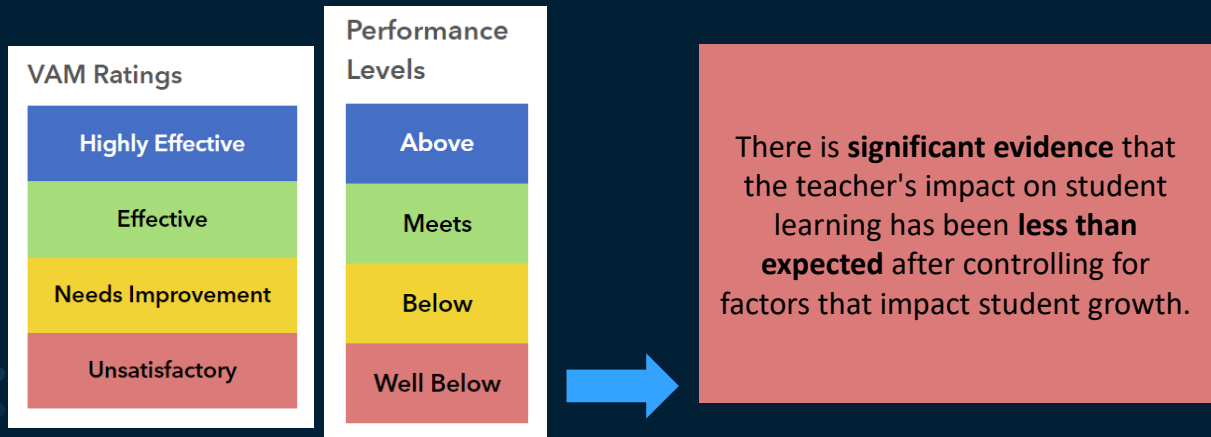 VAM Ratings
Highly Effective
Effective
Needs Improvement
Unsatisfactory
Performance
Levels
Above
Meets
Below
Well Below
There is significant evidence that
the teacher's impact on student
learning has been less than
expected after controlling for
factors that impact student growth.